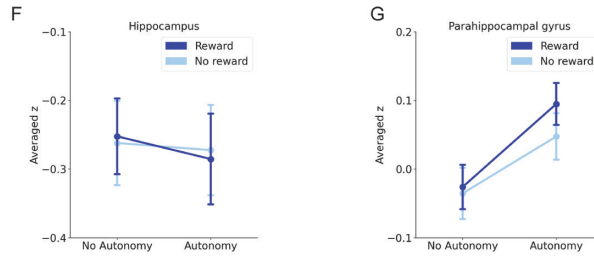 F
Hippocampus
Reward
No reward
Averaged z
−0.1
−0.2
−0.3
−0.4
No Autonomy
Autonomy
G
Parahippocampal gyrus
Reward
No reward
Averaged z
0.2
0.1
0.0
−0.1
No Autonomy
Autonomy